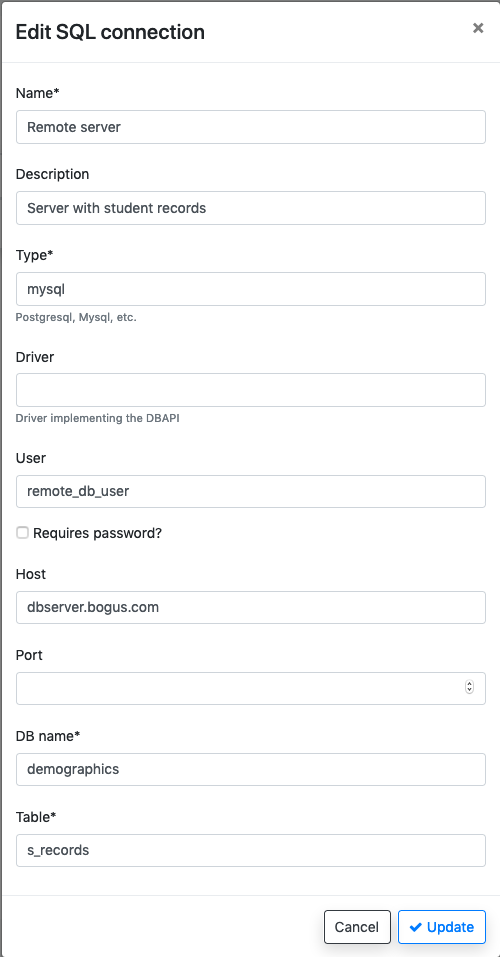 Edit SQL connection ×
Name*
Remote server
Description
Server with student records
Type*
mysql
Postgresql, Mysql, etc.
Driver
Driver implementing the DBAPI
User
remote_db_user
Requires password?
Host
dbserver.bogus.com
Port
DB name*
demographics
Table*
s_records
Cancel ✔ Update